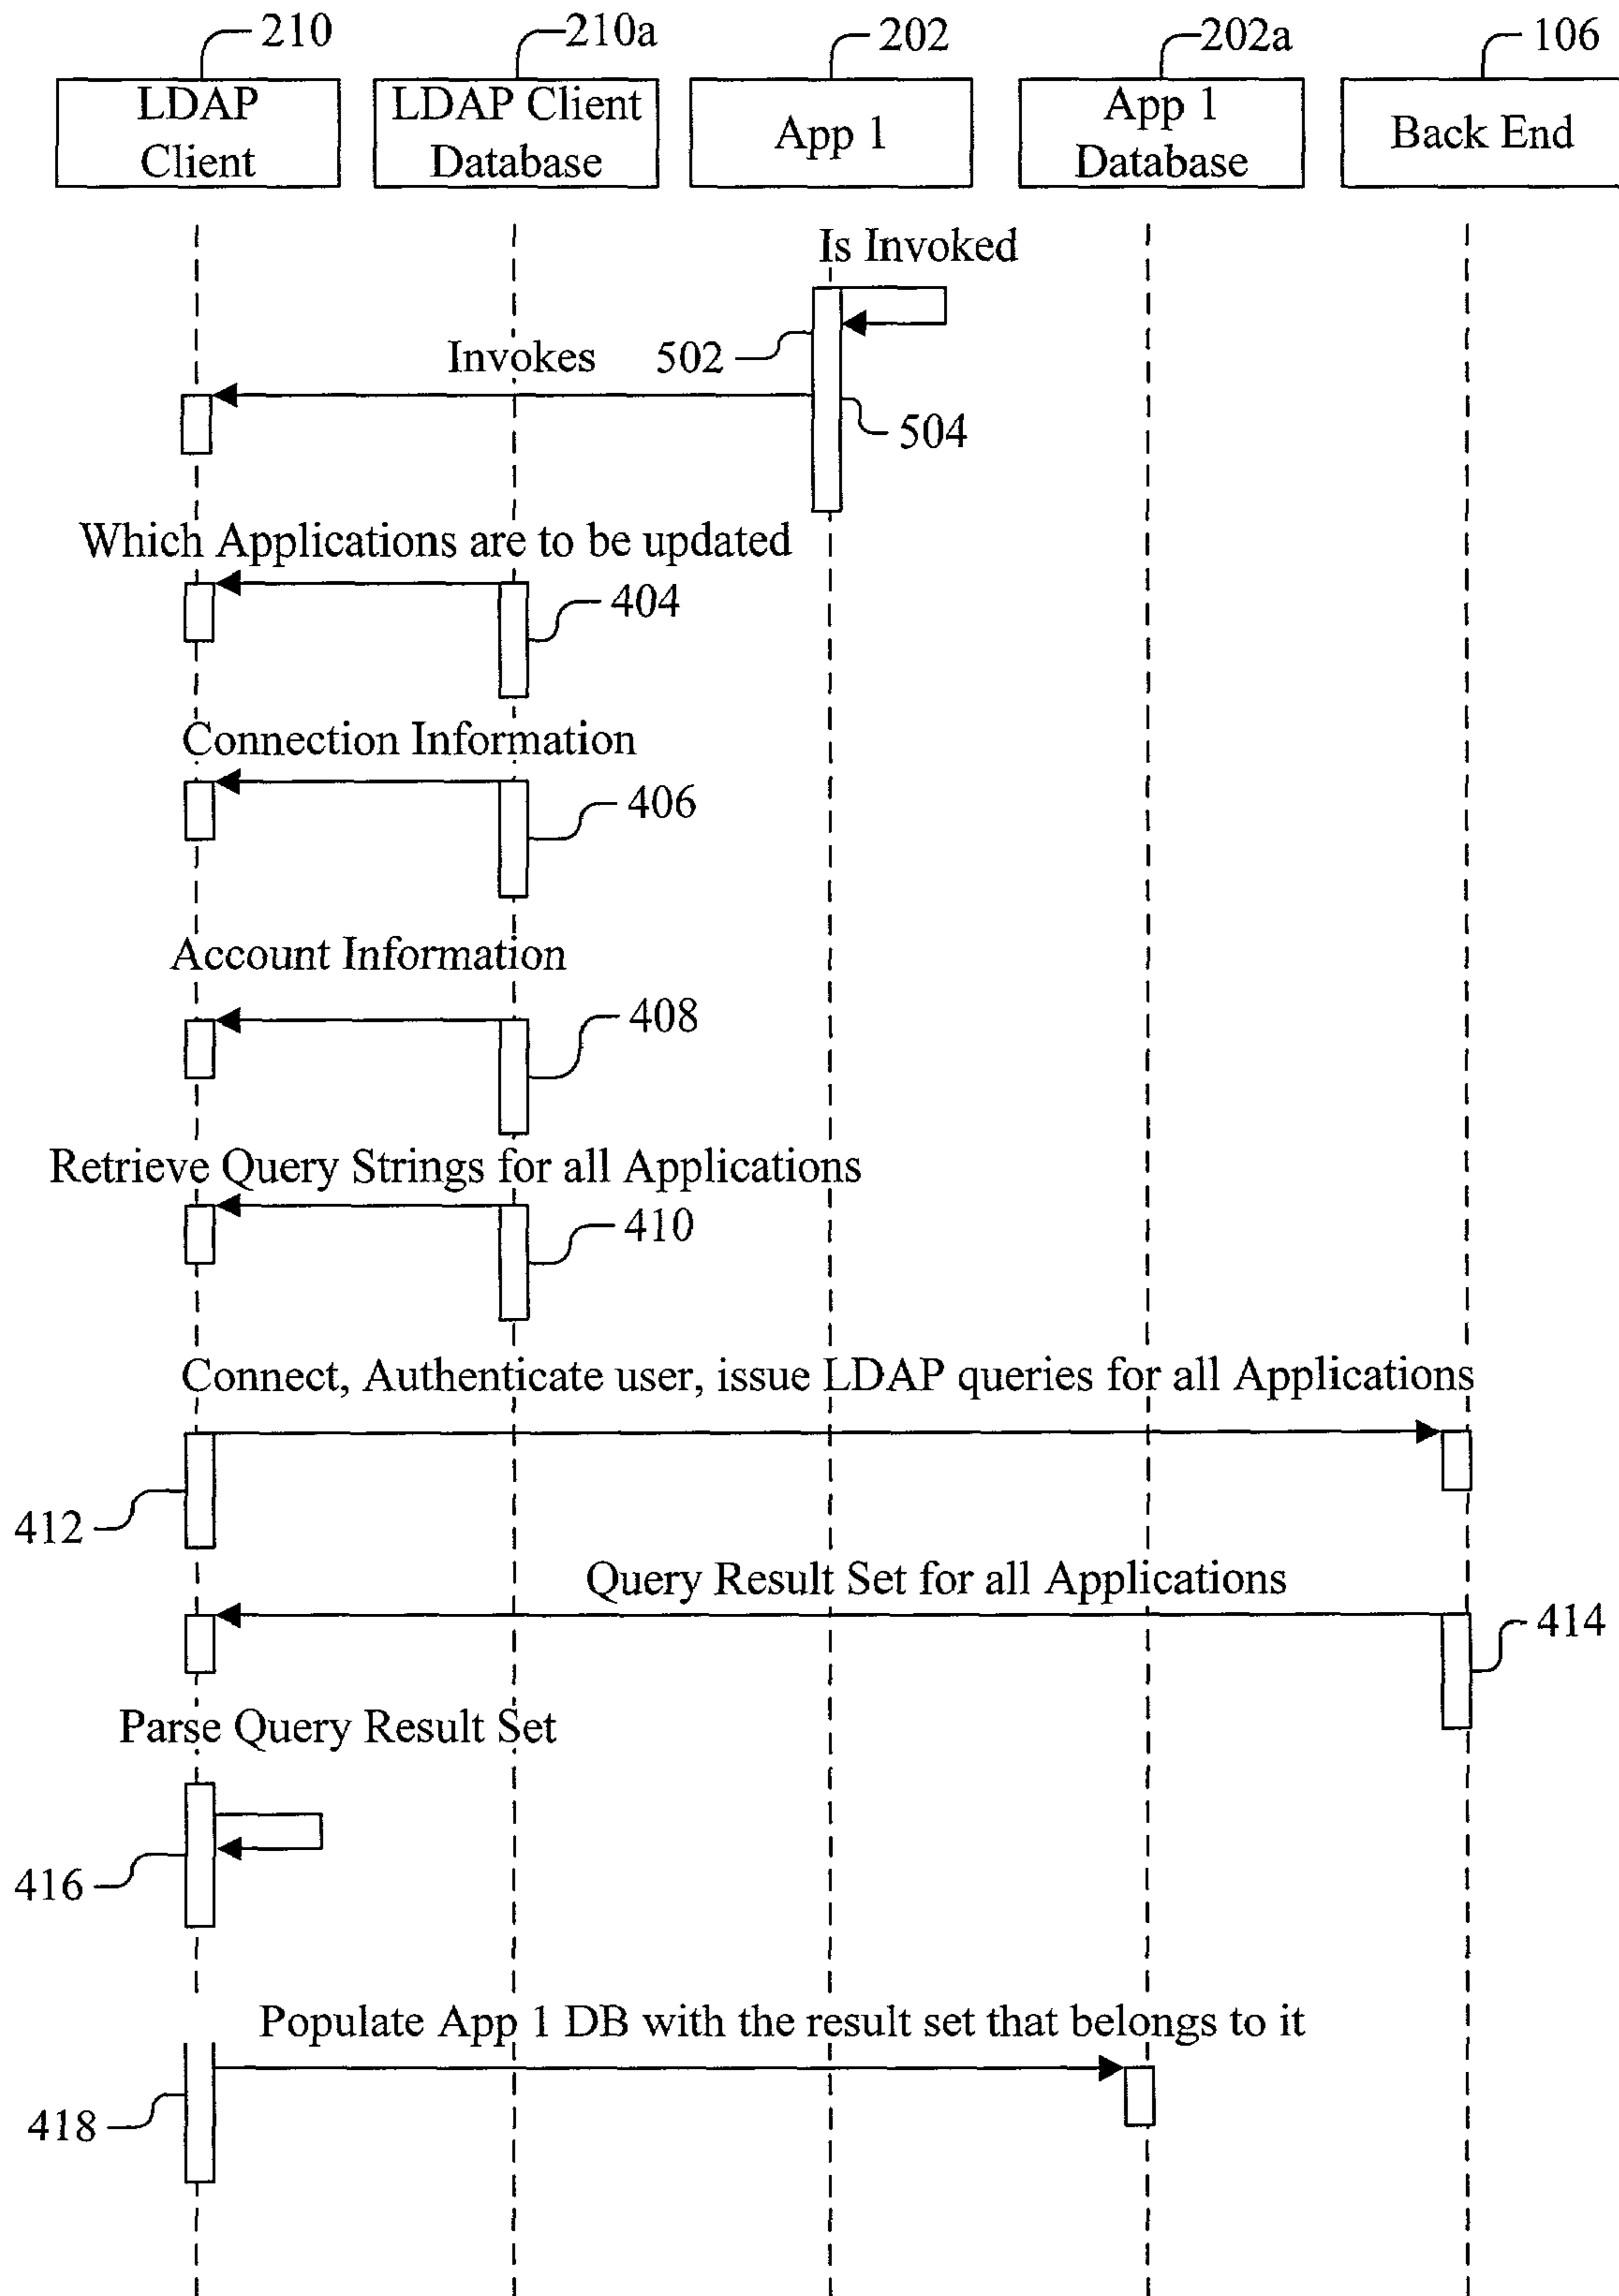 210
210a
202
202a
106
LDAP
Client
LDAP Client
Database
App 1
App 1
Database
Back End
Is Invoked
Invokes
502
504
Which Applications are to be updated
404
Connection Information
406
Account Information
408
Retrieve Query Strings for all Applications
410
Connect, Authenticate user, issue LDAP queries for all Applications
412
Query Result Set for all Applications
414
Parse Query Result Set
416
Populate App 1 DB with the result set that belongs to it
418